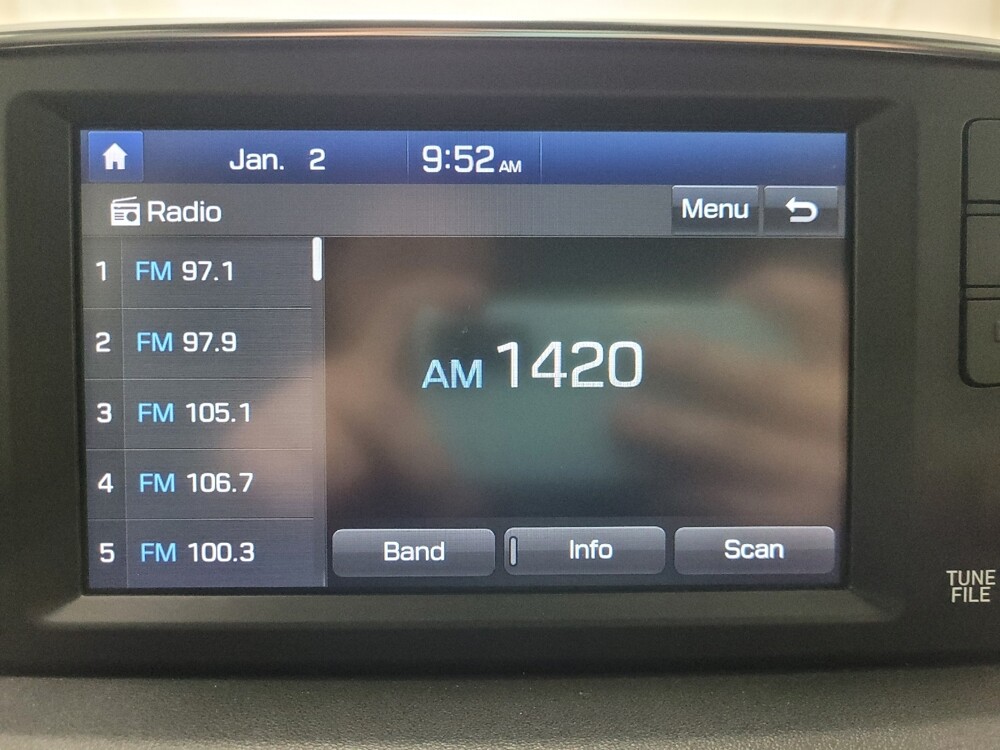 Jan. 2 9:52 AM
Radio Menu
1 FM 97.1
2 FM 97.9
3 FM 105.1
4 FM 106.7
5 FM 100.3
AM 1420
Band Info Scan
TUNE
FILE